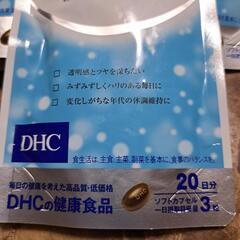 □ 透明感とツヤを保ちたい
□ みずみずしくハリのある毎日に
□ 変化しがちな年代の体調維持に
DHC
食生活は、主食、主菜、副菜を基本に、食事のバランスを。
毎日の健康を考えた高品質・低価格
DHCの健康食品
20日分
ソフトカプセル
一日摂取目安量 3粒